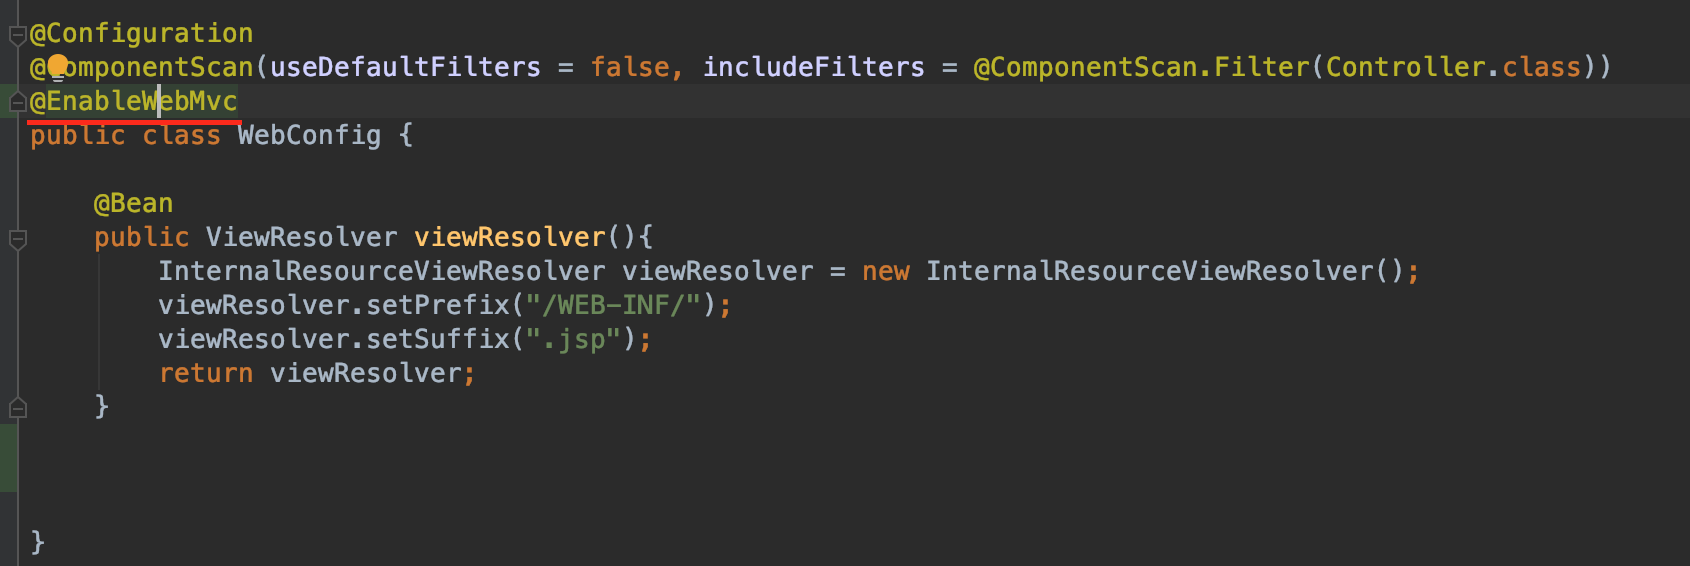 @Configuration
@ComponentScan(useDefaultFilters = false, includeFilters = @ComponentScan.Filter(Controller.class))
@EnableWebMvc
public class WebConfig {
@Bean
public ViewResolver viewResolver(){
InternalResourceViewResolver viewResolver = new InternalResourceViewResolver();
viewResolver.setPrefix("/WEB-INF/");
viewResolver.setSuffix(".jsp");
return viewResolver;
}
}